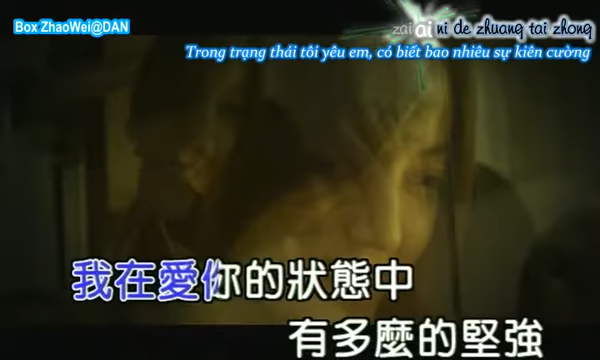 Box ZhaoWei@DAN
zai ai ni de zhuang tai zhong
Trong trạng thái tôi yêu em, có biết bao nhiêu sự kiên cường
我在愛你的狀態中
有多麼的堅強